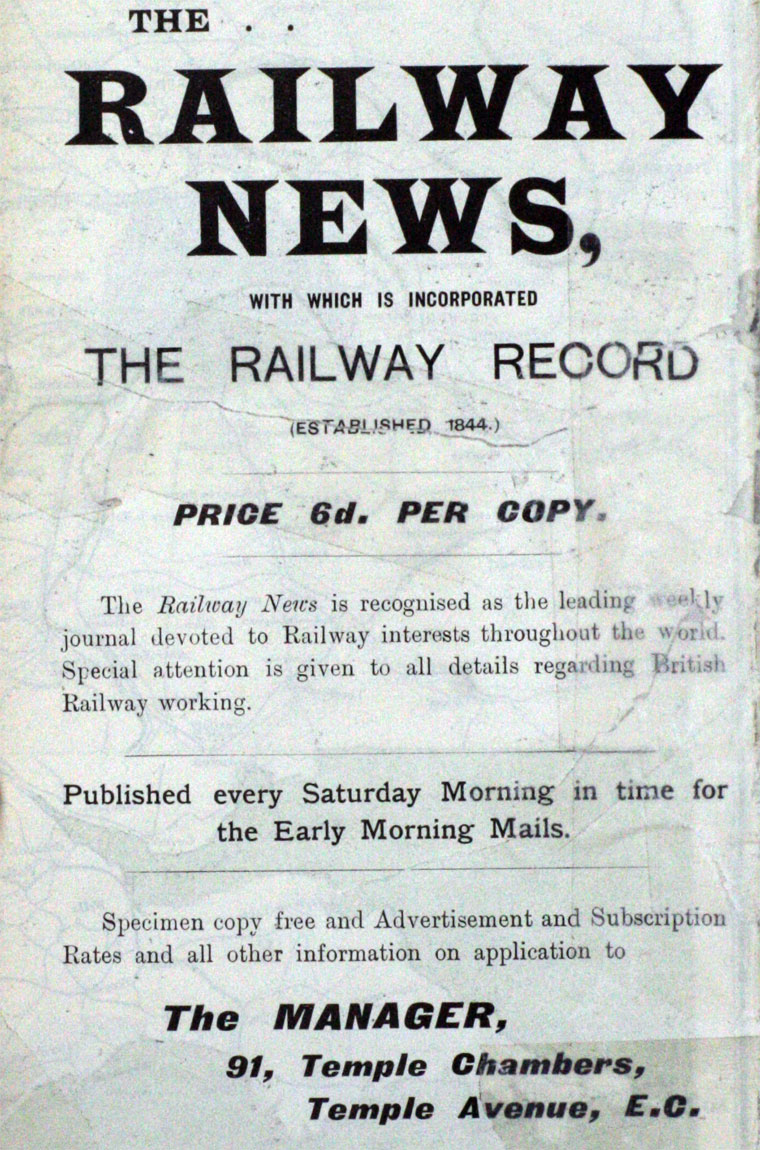 THE . .
RAILWAY
NEWS,
WITH WHICH IS INCORPORATED
THE RAILWAY RECORD
(ESTABLISHED 1844.)
PRICE 6d. PER COPY.
The Railway News is recognised as the leading weekly
journal devoted to Railway interests throughout the world.
Special attention is given to all details regarding British
Railway working.
Published every Saturday Morning in time for
the Early Morning Mails.
Specimen copy free and Advertisement and Subscription
Rates and all other information on application to
The MANAGER,
91, Temple Chambers,
Temple Avenue, E.C.